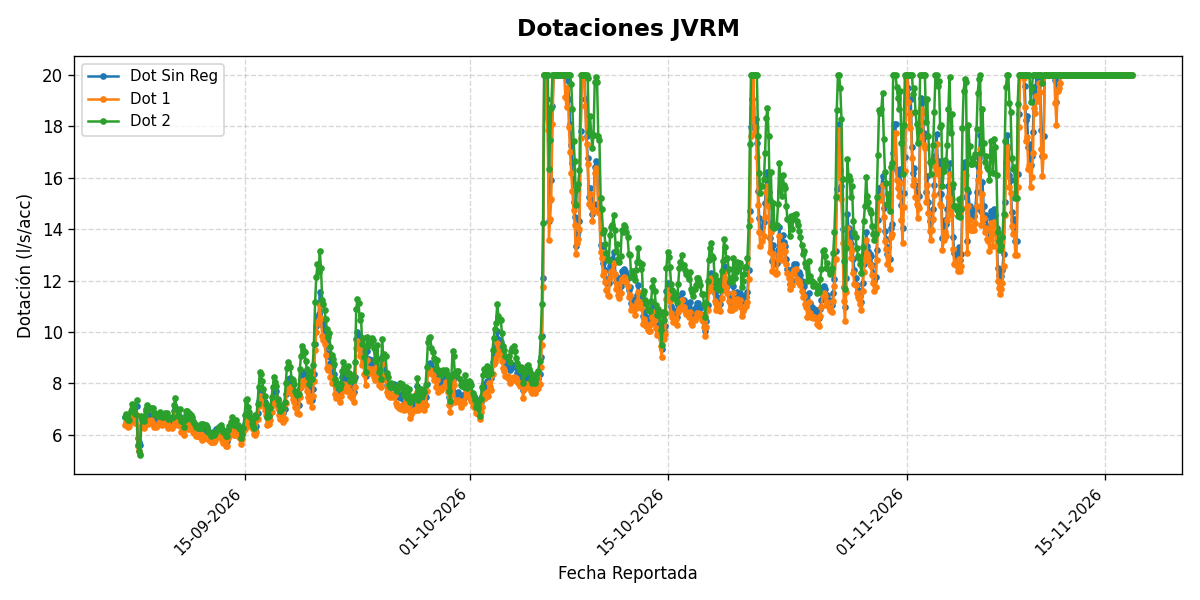 Dotaciones JVRM
Dot Sin Reg
Dot 1
Dot 2
Dotación (l/s/acc)
20
18
16
14
12
10
8
6
15-09-2026
01-10-2026
15-10-2026
01-11-2026
15-11-2026
Fecha Reportada